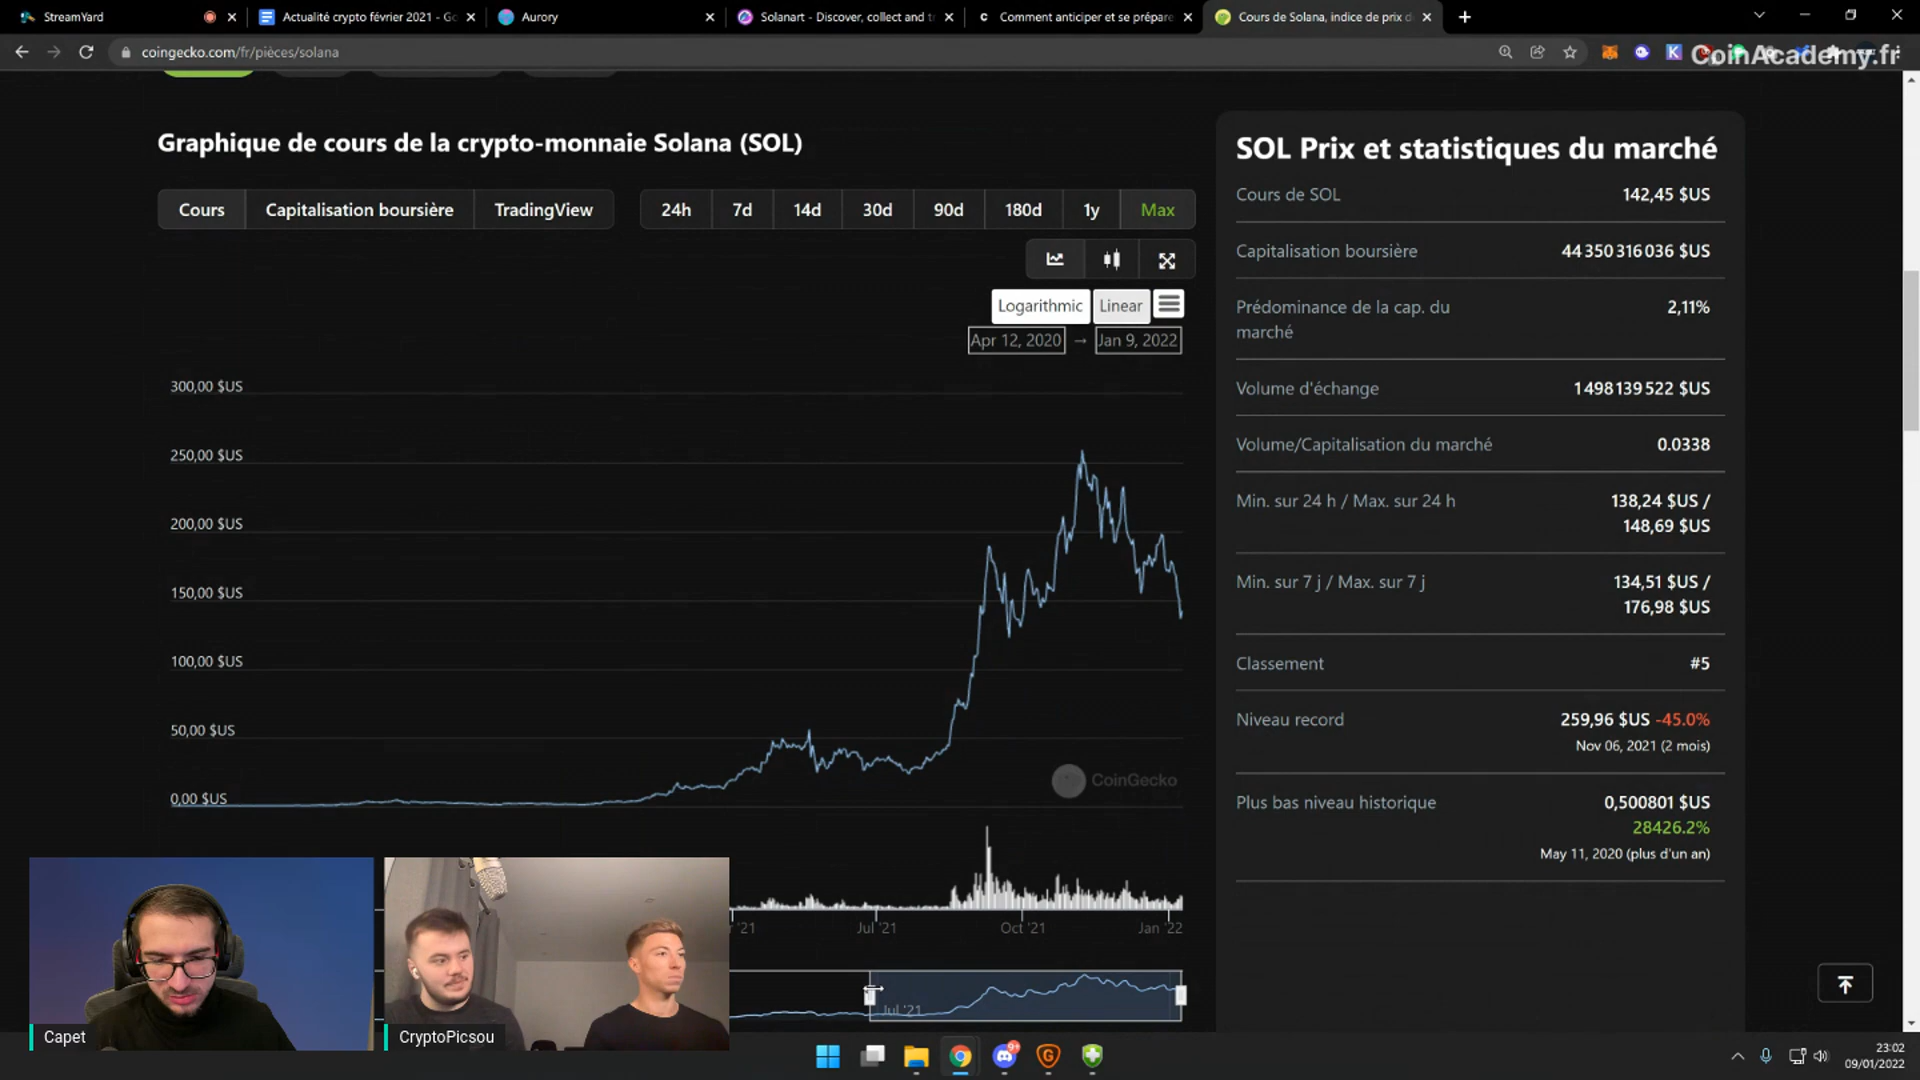 StreamYard
Actualité crypto février 2021 - Go
Aurory
Solanart - Discover, collect and tr
Comment anticiper et se prépare
Cours de Solana, indice de prix d
coingecko.com/fr/pièces/solana
CoinAcademy.fr
Graphique de cours de la crypto-monnaie Solana (SOL)
Cours
Capitalisation boursière
TradingView
24h
7d
14d
30d
90d
180d
1y
Max
Logarithmic
Linear
Apr 12, 2020 → Jan 9, 2022
300,00 $US
250,00 $US
200,00 $US
150,00 $US
100,00 $US
50,00 $US
0,00 $US
CoinGecko
'21
Jul '21
Oct '21
Jan '22
Jul '21
SOL Prix et statistiques du marché
Cours de SOL 142,45 $US
Capitalisation boursière 44 350 316 036 $US
Prédominance de la cap. du 2,11%
marché
Volume d'échange 1 498 139 522 $US
Volume/Capitalisation du marché 0.0338
Min. sur 24 h / Max. sur 24 h 138,24 $US /
148,69 $US
Min. sur 7 j / Max. sur 7 j 134,51 $US /
176,98 $US
Classement #5
Niveau record 259,96 $US -45.0%
Nov 06, 2021 (2 mois)
Plus bas niveau historique 0,500801 $US
28426.2%
May 11, 2020 (plus d'un an)
Capet
CryptoPicsou
9+
23:02
09/01/2022